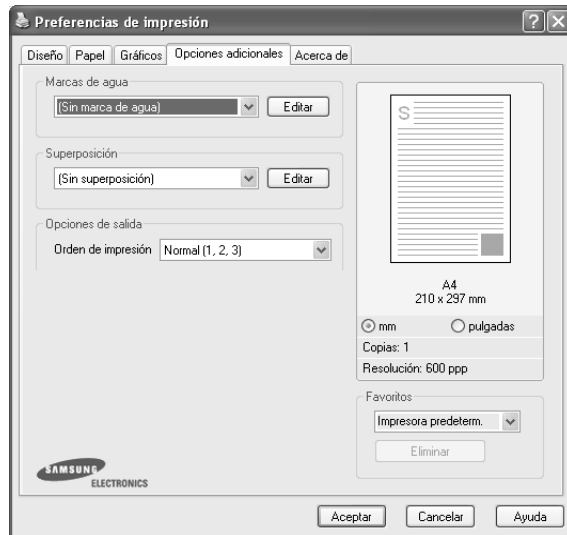 Preferencias de impresión
Diseño Papel Gráficos Opciones adicionales Acerca de
Marcas de agua
(Sin marca de agua) Editar
Superposición
(Sin superposición) Editar
Opciones de salida
Orden de impresión Normal (1, 2, 3)
S
A4
210 x 297 mm
mm pulgadas
Copias: 1
Resolución: 600 ppp
Favoritos
Impresora predeterm.
Eliminar
SAMSUNG
ELECTRONICS
Aceptar Cancelar Ayuda